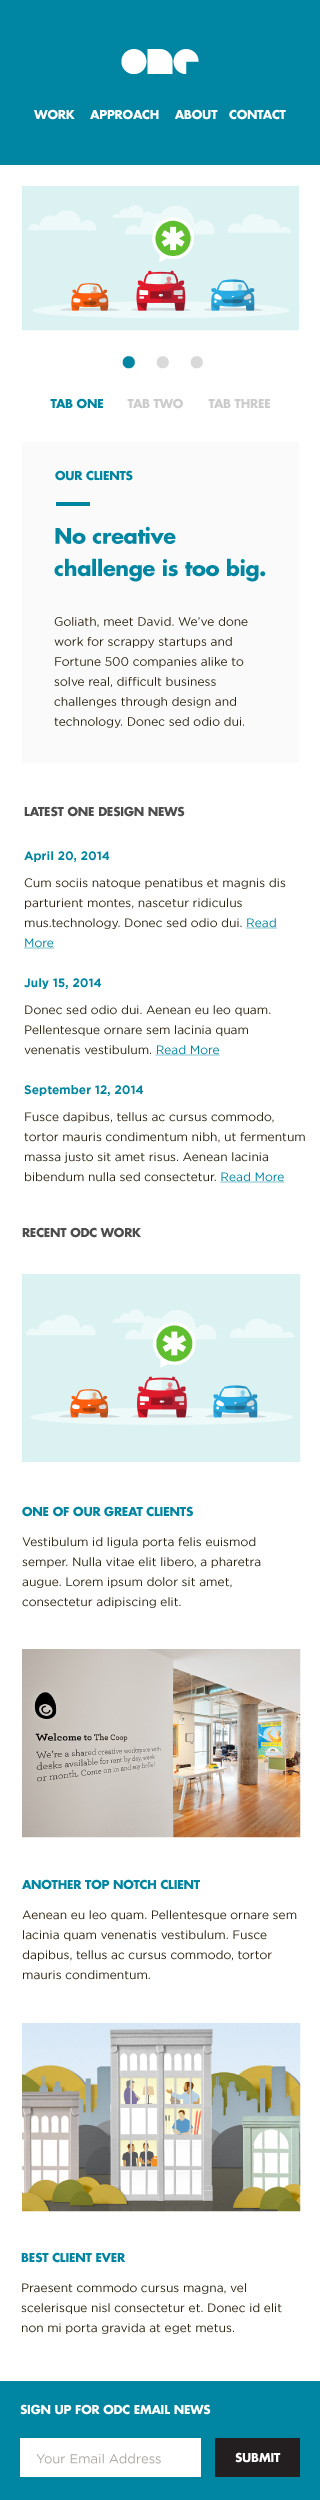 one
WORK APPROACH ABOUT CONTACT
TAB ONE TAB TWO TAB THREE
OUR CLIENTS
No creative
challenge is too big.
Goliath, meet David. We've done
work for scrappy startups and
Fortune 500 companies alike to
solve real, difficult business
challenges through design and
technology. Donec sed odio dui.
LATEST ONE DESIGN NEWS
April 20, 2014
Cum sociis natoque penatibus et magnis dis
parturient montes, nascetur ridiculus
mus.technology. Donec sed odio dui. Read
More
July 15, 2014
Donec sed odio dui. Aenean eu leo quam.
Pellentesque ornare sem lacinia quam
venenatis vestibulum. Read More
September 12, 2014
Fusce dapibus, tellus ac cursus commodo,
tortor mauris condimentum nibh, ut fermentum
massa justo sit amet risus. Aenean lacinia
bibendum nulla sed consectetur. Read More
RECENT ODC WORK
ONE OF OUR GREAT CLIENTS
Vestibulum id ligula porta felis euismod
semper. Nulla vitae elit libero, a pharetra
augue. Lorem ipsum dolor sit amet,
consectetur adipiscing elit.
Welcome to The Coop
We're a shared creative workspace with
desks available for rent by day, week
or month. Come on in and say hello!
ANOTHER TOP NOTCH CLIENT
Aenean eu leo quam. Pellentesque ornare sem
lacinia quam venenatis vestibulum. Fusce
dapibus, tellus ac cursus commodo, tortor
mauris condimentum.
BEST CLIENT EVER
Praesent commodo cursus magna, vel
scelerisque nisl consectetur et. Donec id elit
non mi porta gravida at eget metus.
SIGN UP FOR ODC EMAIL NEWS
Your Email Address SUBMIT